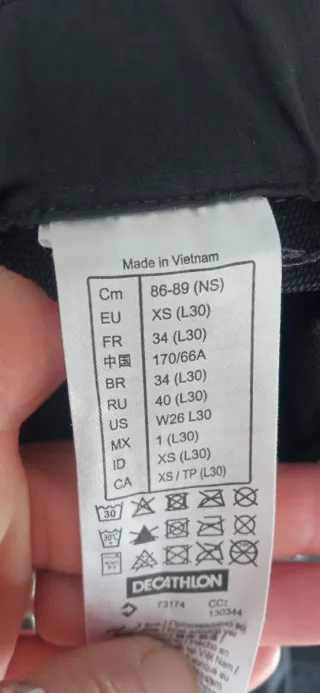 Made in Vietnam
Cm 86-89 (NS)
EU XS (L30)
FR 34 (L30)
中国 170/66A
BR 34 (L30)
RU 40 (L30)
US W26 L30
MX 1 (L30)
ID XS (L30)
CA XS / TP (L30)
30
30°C
DECATHLON
73174 CC:
130344